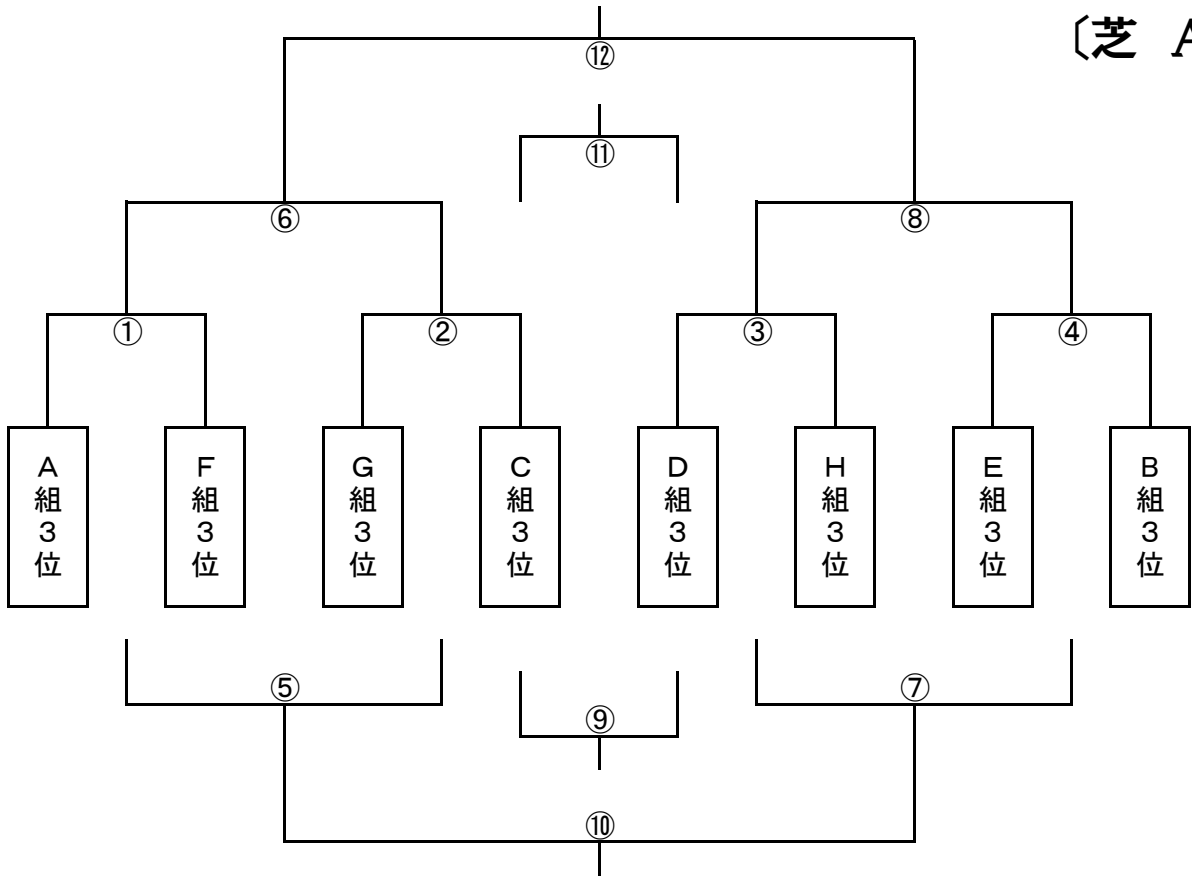 〔芝 A
⑫
⑪
⑥ ⑧
① ② ③ ④
A組3位
F組3位
G組3位
C組3位
D組3位
H組3位
E組3位
B組3位
⑤ ⑦
⑨
⑩